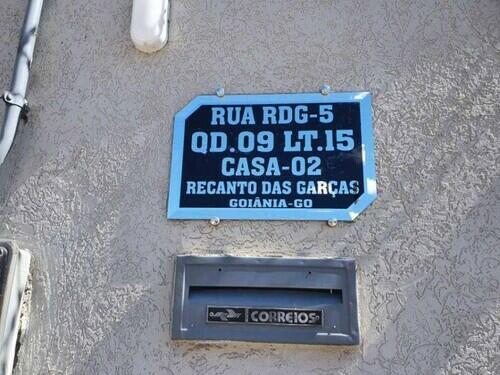 RUA RDG-5
QD.09 LT.15
CASA-02
RECANTO DAS GARÇAS
GOIÂNIA-GO
CORREIOS